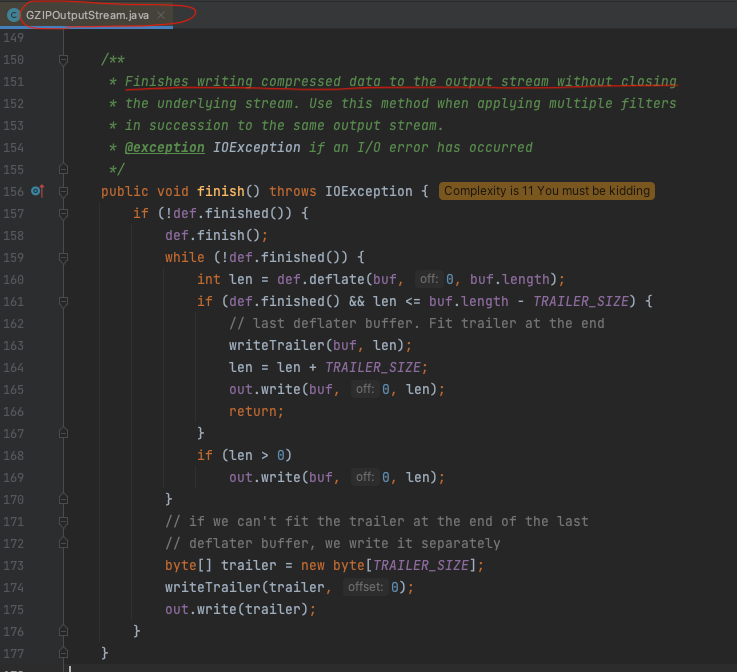 GZIPOutputStream.java ×
149
150 /**
151 * Finishes writing compressed data to the output stream without closing
152 * the underlying stream. Use this method when applying multiple filters
153 * in succession to the same output stream.
154 * @exception IOException if an I/O error has occurred
155 */
156 public void finish() throws IOException { Complexity is 11 You must be kidding
157 if (!def.finished()) {
158 def.finish();
159 while (!def.finished()) {
160 int len = def.deflate(buf, off: 0, buf.length);
161 if (def.finished() && len <= buf.length - TRAILER_SIZE) {
162 // last deflater buffer. Fit trailer at the end
163 writeTrailer(buf, len);
164 len = len + TRAILER_SIZE;
165 out.write(buf, off: 0, len);
166 return;
167 }
168 if (len > 0)
169 out.write(buf, off: 0, len);
170 }
171 // if we can't fit the trailer at the end of the last
172 // deflater buffer, we write it separately
173 byte[] trailer = new byte[TRAILER_SIZE];
174 writeTrailer(trailer, offset: 0);
175 out.write(trailer);
176 }
177 }